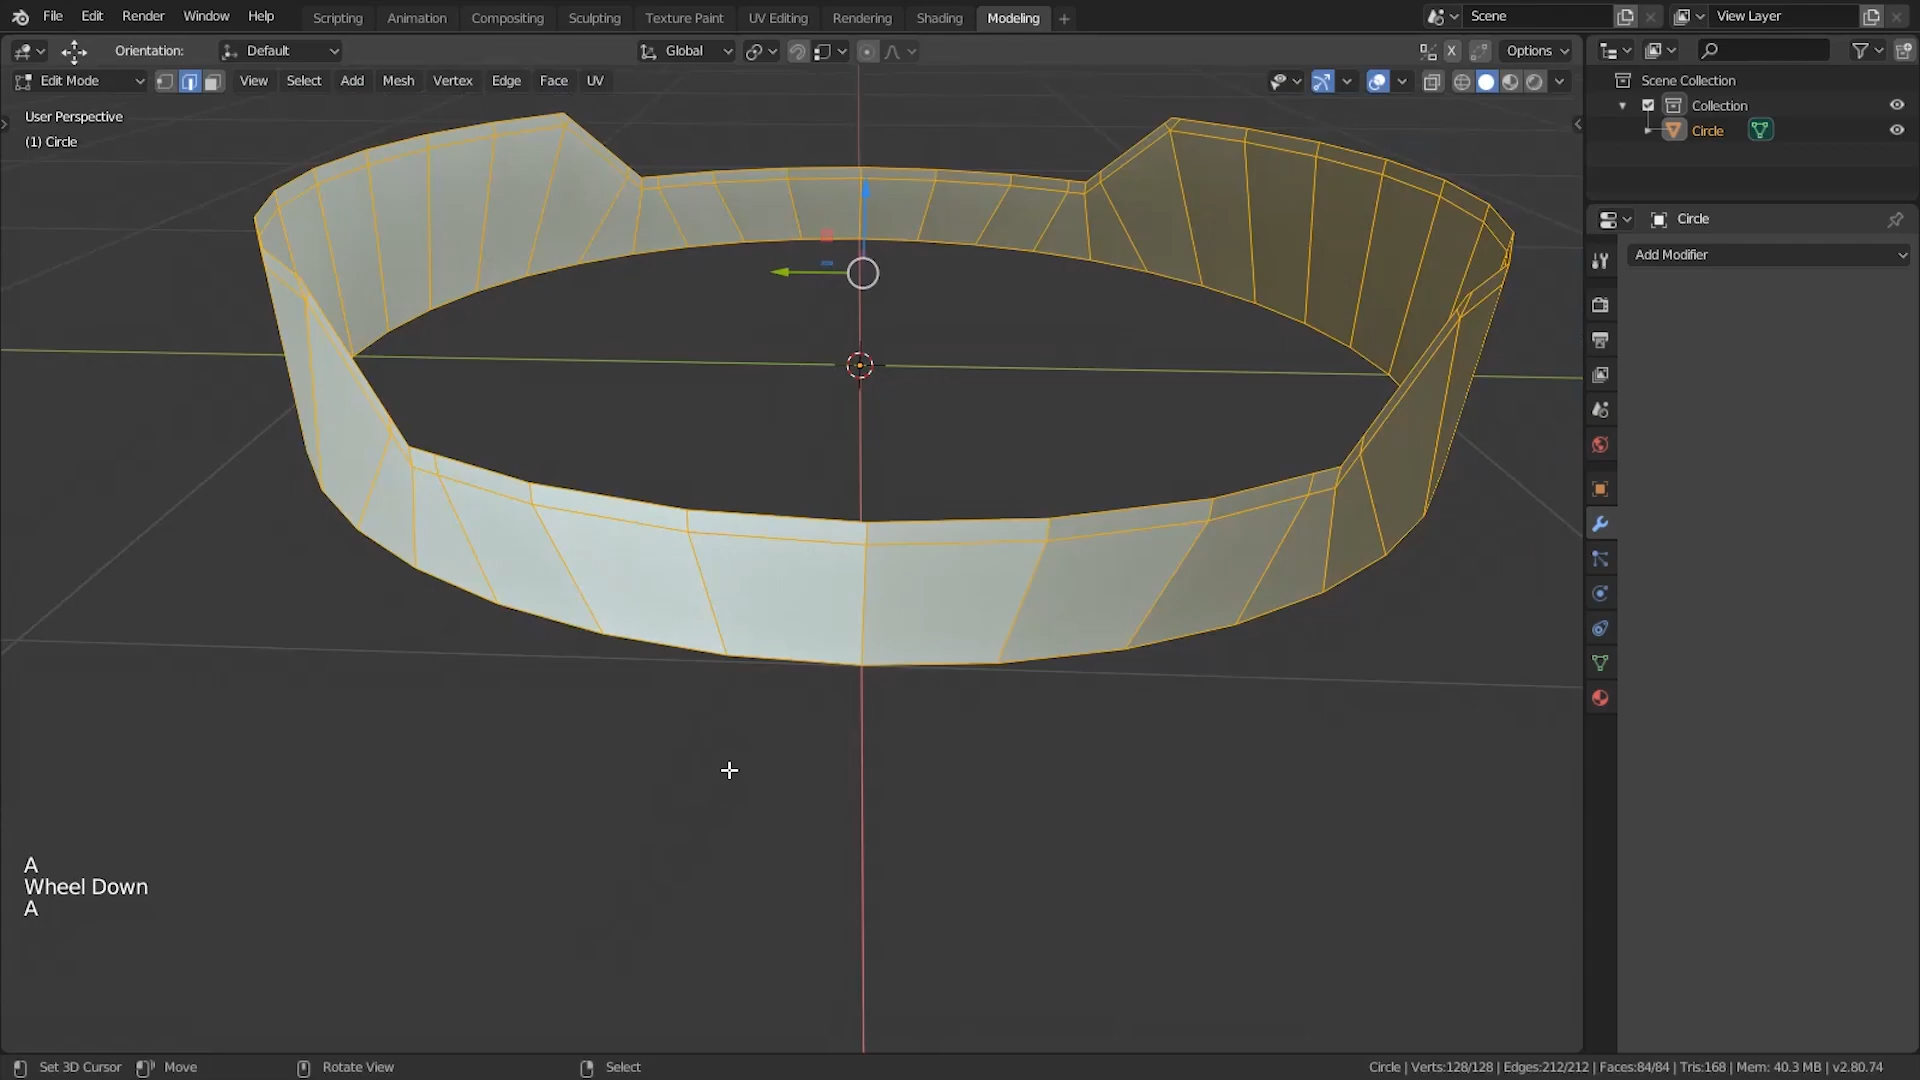 File Edit Render Window Help Scripting Animation Compositing Sculpting Texture Paint UV Editing Rendering Shading Modeling + Scene View Layer
Orientation: Default Global X Options
Edit Mode View Select Add Mesh Vertex Edge Face UV
Scene Collection
Collection
Circle
User Perspective
(1) Circle
Circle
Add Modifier
A
Wheel Down
A
Set 3D Cursor Move Rotate View Select Circle | Verts:128/128 | Edges:212/212 | Faces:84/84 | Tris:168 | Mem: 40.3 MB | v2.80.74